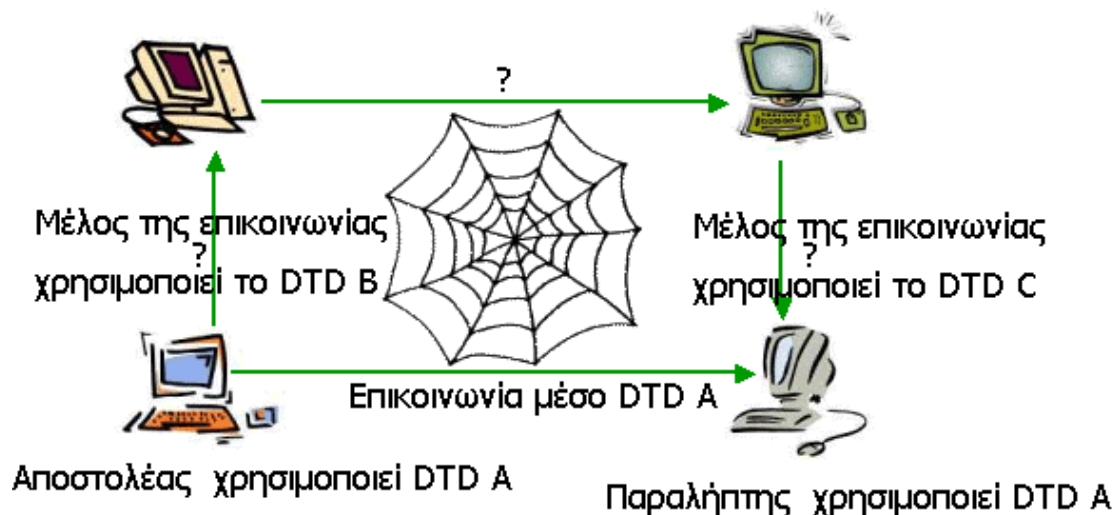 ?
Μέλος της επικοινωνίας
?
χρησιμοποιεί το DTD B
Μέλος της επικοινωνίας
?
χρησιμοποιεί το DTD C
Επικοινωνία μέσο DTD A
Αποστολέας χρησιμοποιεί DTD A
Παραλήπτης χρησιμοποιεί DTD A